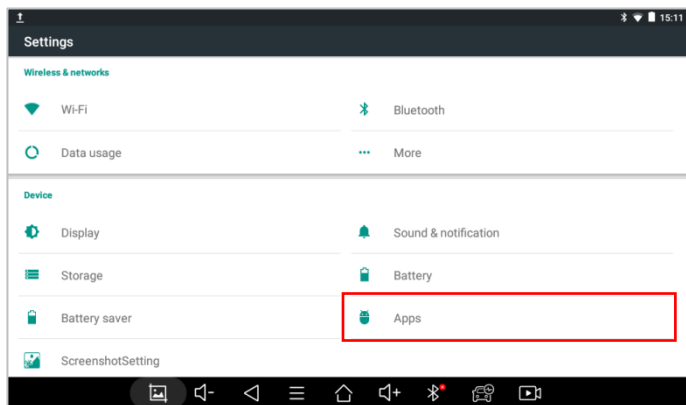 15:11
Settings
Wireless & networks
Wi-Fi
Bluetooth
Data usage
More
Device
Display
Sound & notification
Storage
Battery
Battery saver
Apps
ScreenshotSetting